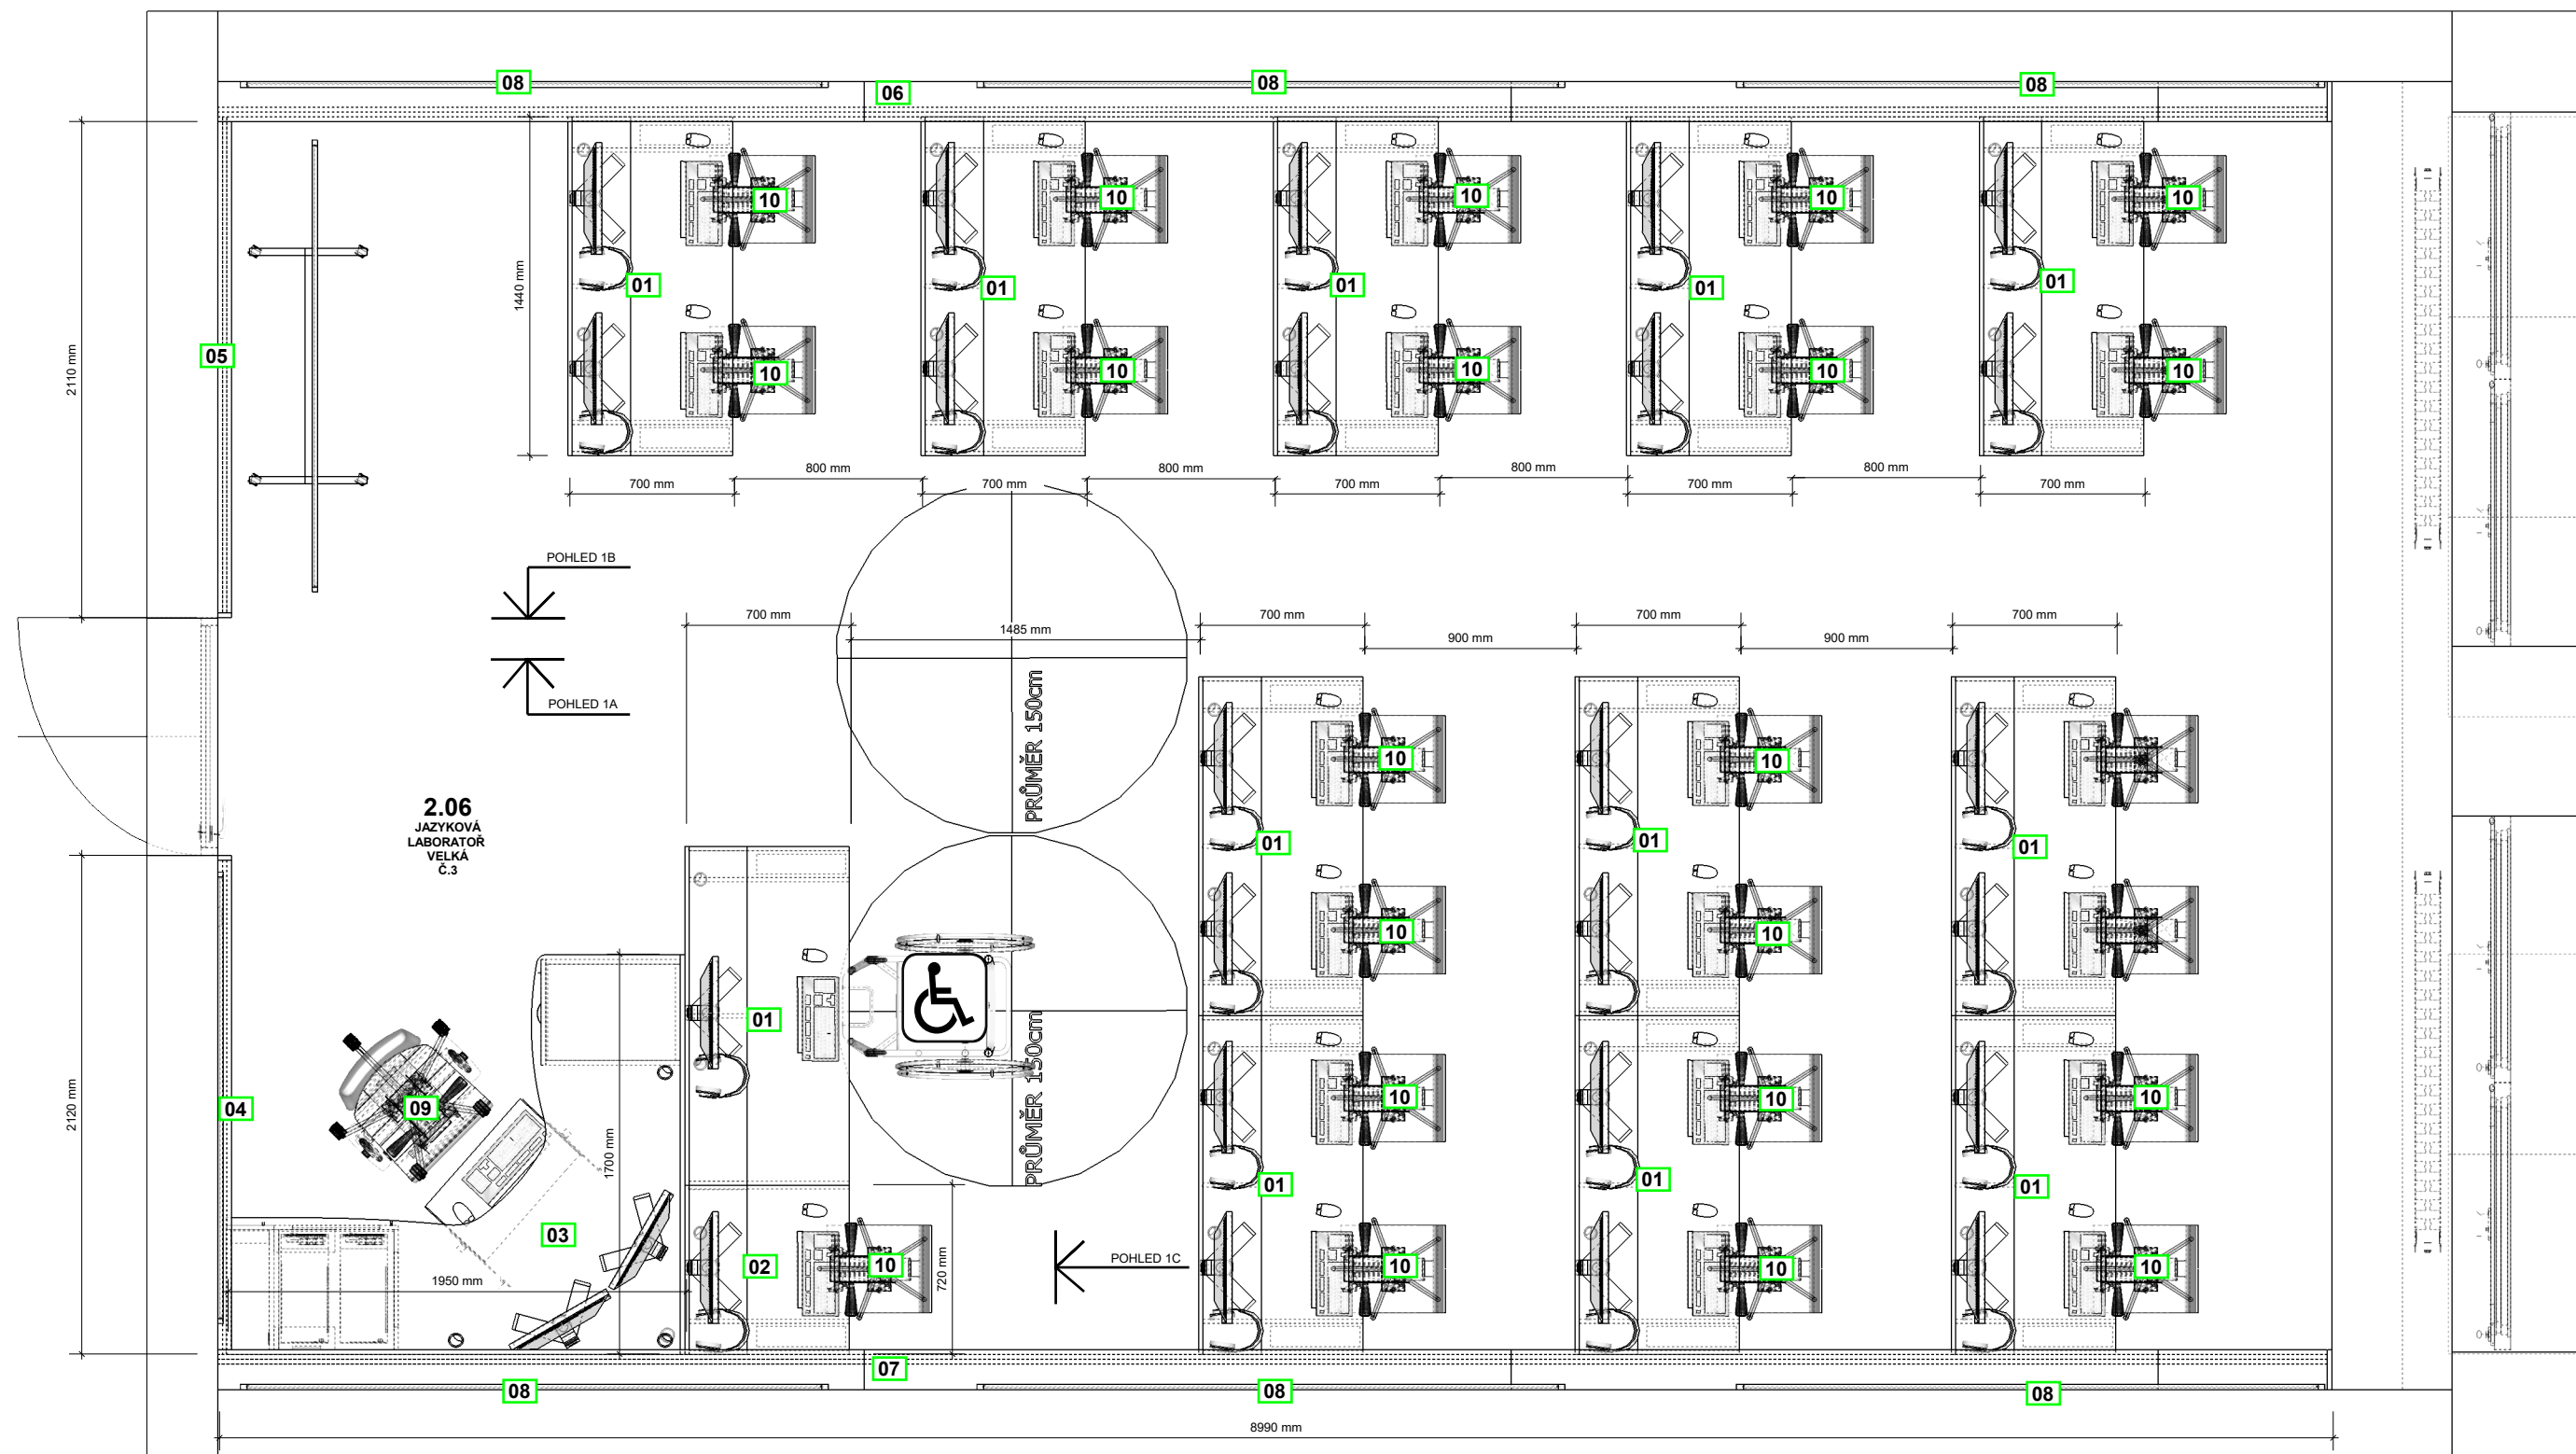 08
08
08
06
10
10
10
10
10
01
01
01
01
01
1440 mm
05
2110 mm
10
10
10
10
10
800 mm
800 mm
800 mm
800 mm
700 mm
700 mm
700 mm
700 mm
700 mm
POHLED 1B
700 mm
1485 mm
700 mm
900 mm
700 mm
900 mm
700 mm
POHLED 1A
PRŮMĚR 150cm
10
10
2.06
JAZYKOVÁ
LABORATOŘ
VELKÁ
Č.3
01
01
01
10
10
01
PRŮMĚR 150cm
2120 mm
04
09
10
10
10
1700 mm
01
01
01
03
02
10
720 mm
POHLED 1C
10
10
10
1950 mm
07
08
08
08
8990 mm